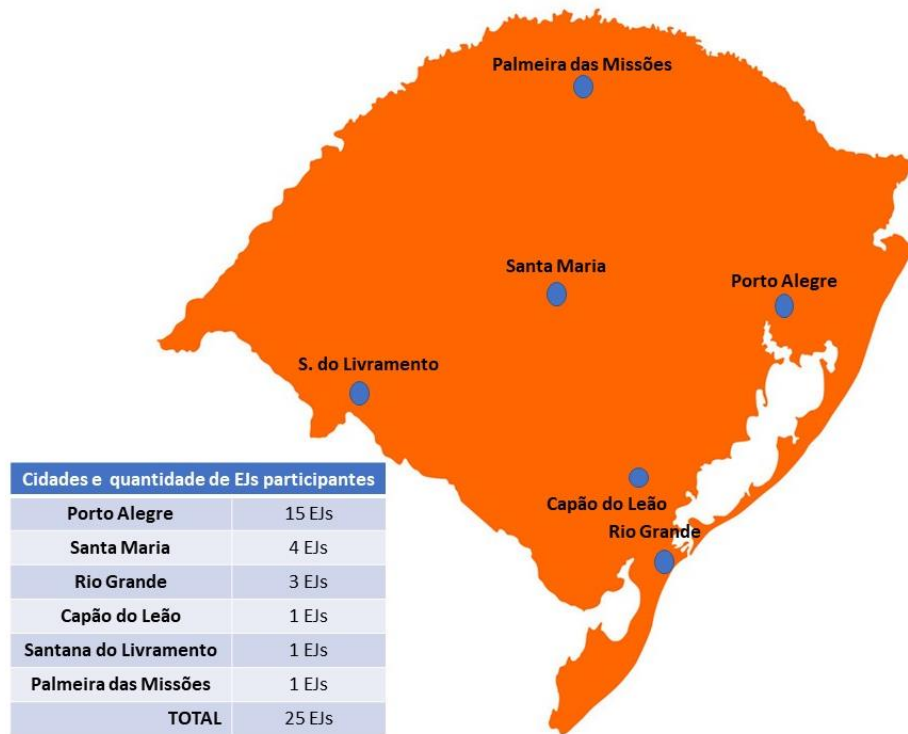 Palmeira das Missões
Santa Maria
Porto Alegre
S. do Livramento
Capão do Leão
Rio Grande
Cidades e quantidade de EJs participantes
Porto Alegre 15 EJs
Santa Maria 4 EJs
Rio Grande 3 EJs
Capão do Leão 1 EJs
Santana do Livramento 1 EJs
Palmeira das Missões 1 EJs
TOTAL 25 EJs